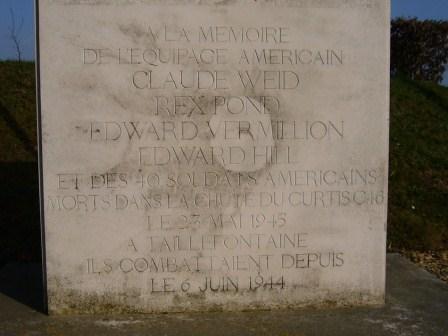 A LA MEMOIRE
DE L'EQUIPAGE AMERICAIN
CLAUDE WEID
REX POND
EDWARD VERMILLION
EDWARD HILL
ET DES 40 SOLDATS AMERICAINS
MORTS DANS LA CHUTE DU CURTIS C46
LE 23 MAI 1945
A TAILLEFONTAINE
ILS COMBATTAIENT DEPUIS
LE 6 JUIN 1944